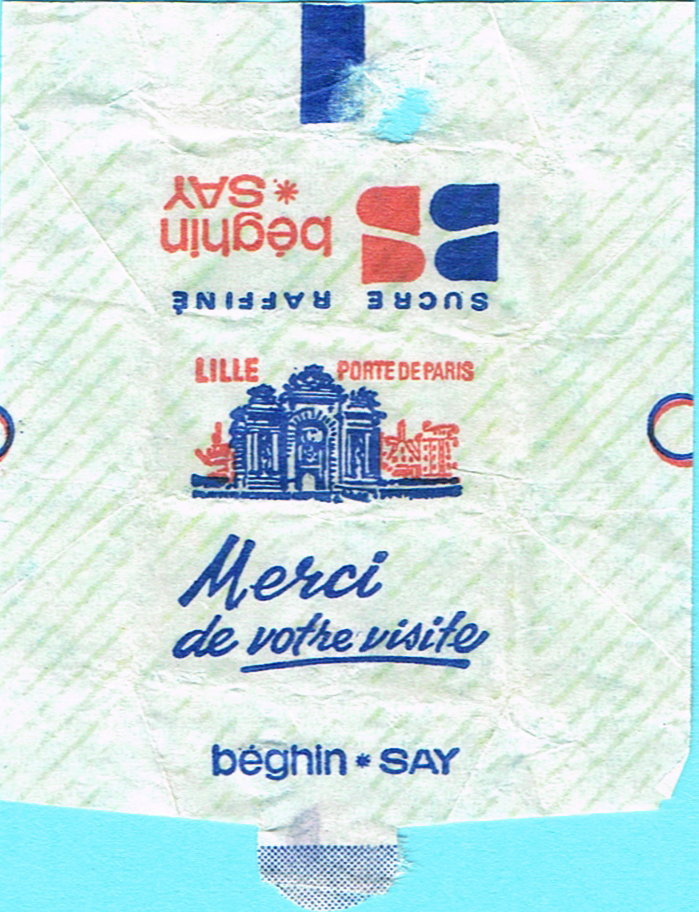 SUCRE RAFFINÉ
béghin
* SAY
LILLE PORTE DE PARIS
Merci
de votre visite
béghin * SAY